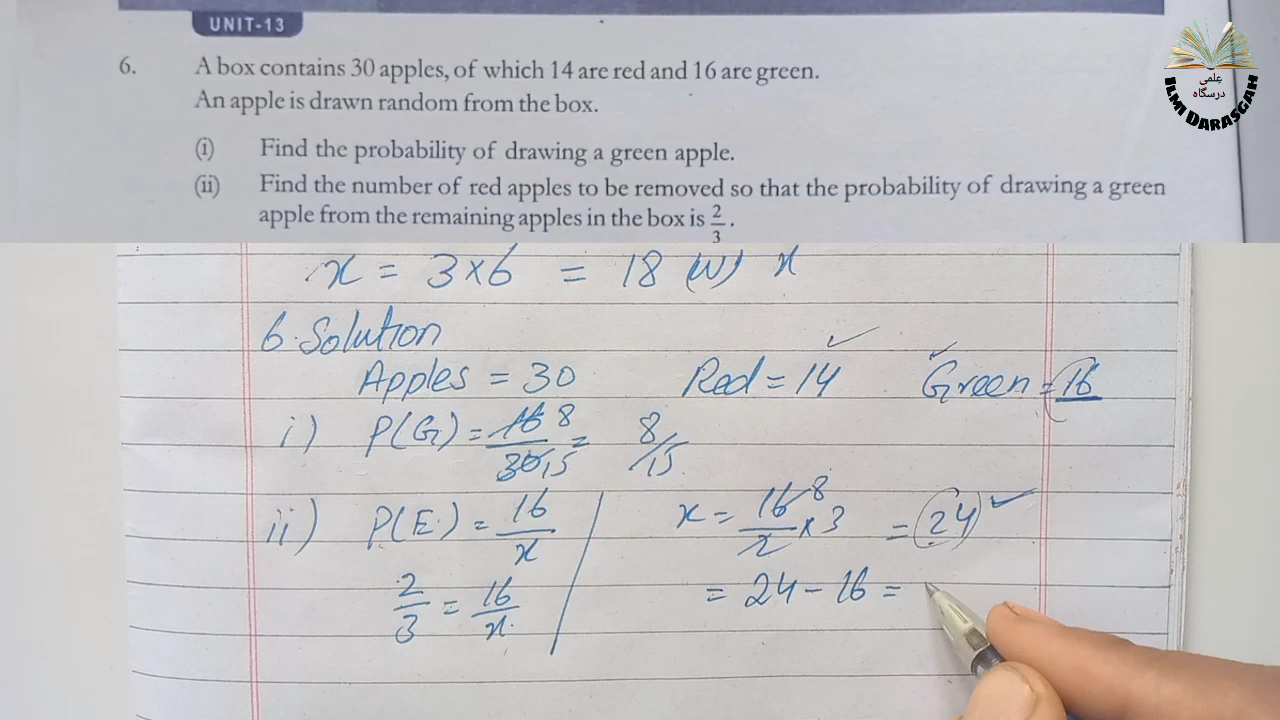 UNIT-13
6. A box contains 30 apples, of which 14 are red and 16 are green.
An apple is drawn random from the box.
(i) Find the probability of drawing a green apple.
(ii) Find the number of red apples to be removed so that the probability of drawing a green
apple from the remaining apples in the box is 2/3.
علمی
درسگاہ
ILMI DARASGAH
x = 3×6 = 18 (W) x
6. Solution
Apples = 30 Red = 14 ✓ Green = 16
i) P(G) = 16 8 / 30 15 = 8/15
ii) P(E) = 16/x
2/3 = 16/x
x = 16 8 / 2 × 3 = 24 ✓
= 24 - 16 =